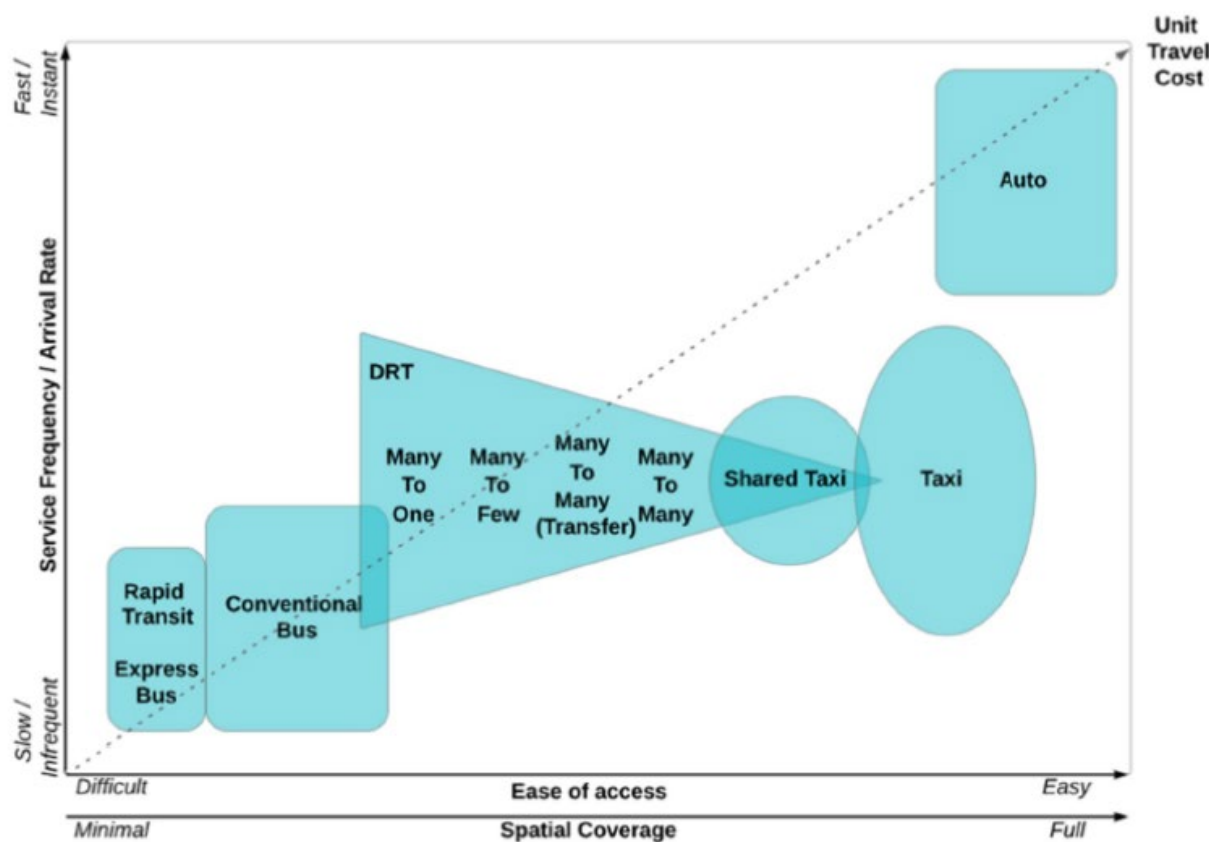 Unit
Travel
Cost
Fast /
Instant
Auto
Service Frequency / Arrival Rate
DRT
Many
To
One
Many
To
Few
Many
To
Many
(Transfer)
Many
To
Many
Shared Taxi
Taxi
Rapid
Transit
Express
Bus
Conventional
Bus
Slow /
Infrequent
Difficult
Ease of access
Easy
Minimal
Spatial Coverage
Full